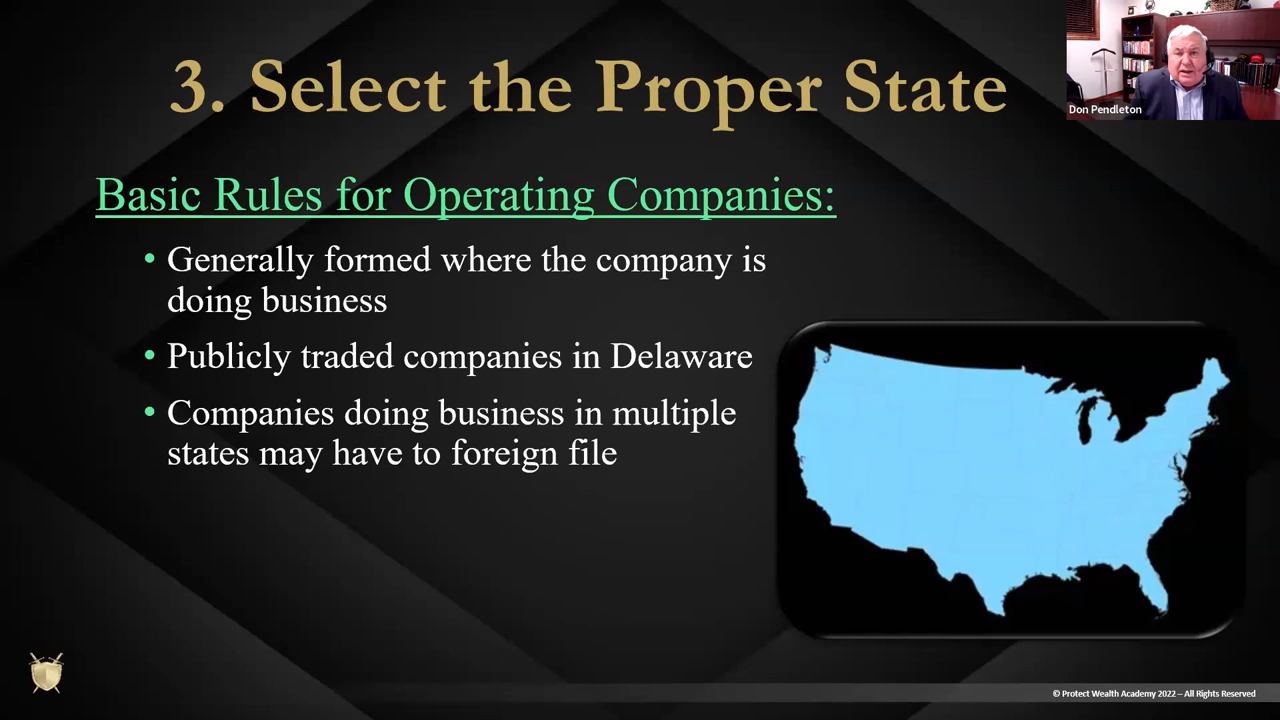 3. Select the Proper State
Don Pendleton
Basic Rules for Operating Companies:
• Generally formed where the company is
doing business
• Publicly traded companies in Delaware
• Companies doing business in multiple
states may have to foreign file
© Protect Wealth Academy 2022 – All Rights Reserved